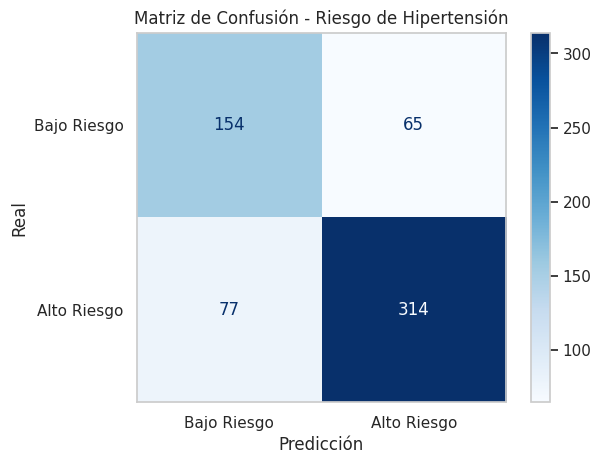 Matriz de Confusión - Riesgo de Hipertensión
300
250
200
150
100
Real
Bajo Riesgo
154
65
Alto Riesgo
77
314
Bajo Riesgo
Alto Riesgo
Predicción